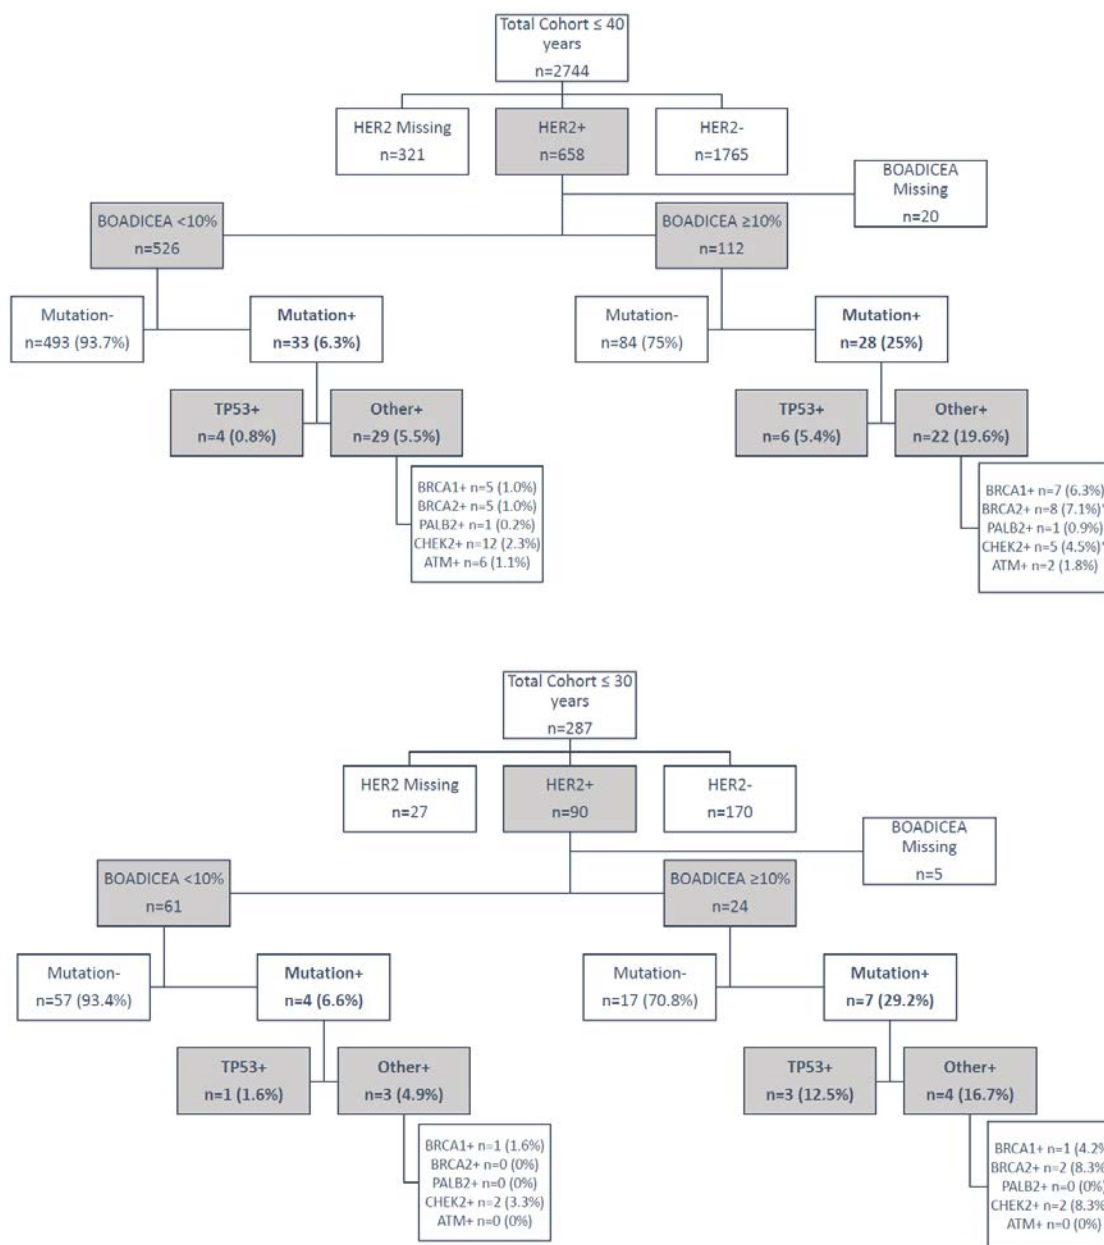 Total Cohort ≤ 40
years
n=2744
HER2 Missing
n=321
HER2+
n=658
HER2-
n=1765
BOADICEA
Missing
n=20
BOADICEA <10%
n=526
BOADICEA ≥10%
n=112
Mutation-
n=493 (93.7%)
Mutation+
n=33 (6.3%)
Mutation-
n=84 (75%)
Mutation+
n=28 (25%)
TP53+
n=4 (0.8%)
Other+
n=29 (5.5%)
TP53+
n=6 (5.4%)
Other+
n=22 (19.6%)
BRCA1+ n=5 (1.0%)
BRCA2+ n=5 (1.0%)
PALB2+ n=1 (0.2%)
CHEK2+ n=12 (2.3%)
ATM+ n=6 (1.1%)
BRCA1+ n=7 (6.3%)
BRCA2+ n=8 (7.1%)*
PALB2+ n=1 (0.9%)
CHEK2+ n=5 (4.5%)*
ATM+ n=2 (1.8%)
Total Cohort ≤ 30
years
n=287
HER2 Missing
n=27
HER2+
n=90
HER2-
n=170
BOADICEA
Missing
n=5
BOADICEA <10%
n=61
BOADICEA ≥10%
n=24
Mutation-
n=57 (93.4%)
Mutation+
n=4 (6.6%)
Mutation-
n=17 (70.8%)
Mutation+
n=7 (29.2%)
TP53+
n=1 (1.6%)
Other+
n=3 (4.9%)
TP53+
n=3 (12.5%)
Other+
n=4 (16.7%)
BRCA1+ n=1 (1.6%)
BRCA2+ n=0 (0%)
PALB2+ n=0 (0%)
CHEK2+ n=2 (3.3%)
ATM+ n=0 (0%)
BRCA1+ n=1 (4.2%
BRCA2+ n=2 (8.3%
PALB2+ n=0 (0%)
CHEK2+ n=2 (8.3%
ATM+ n=0 (0%)